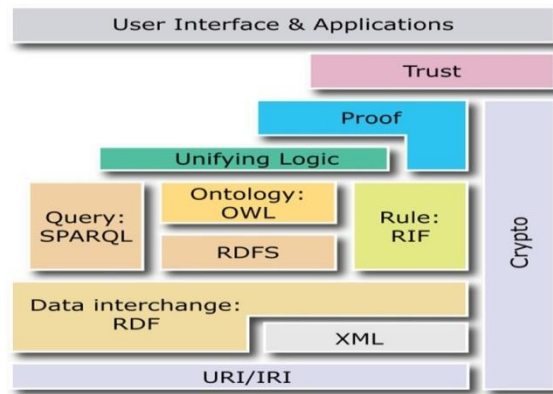 User Interface & Applications
Trust
Proof
Unifying Logic
Query:
SPARQL
Ontology:
OWL
RDFS
Rule:
RIF
Crypto
Data interchange:
RDF
XML
URI/IRI